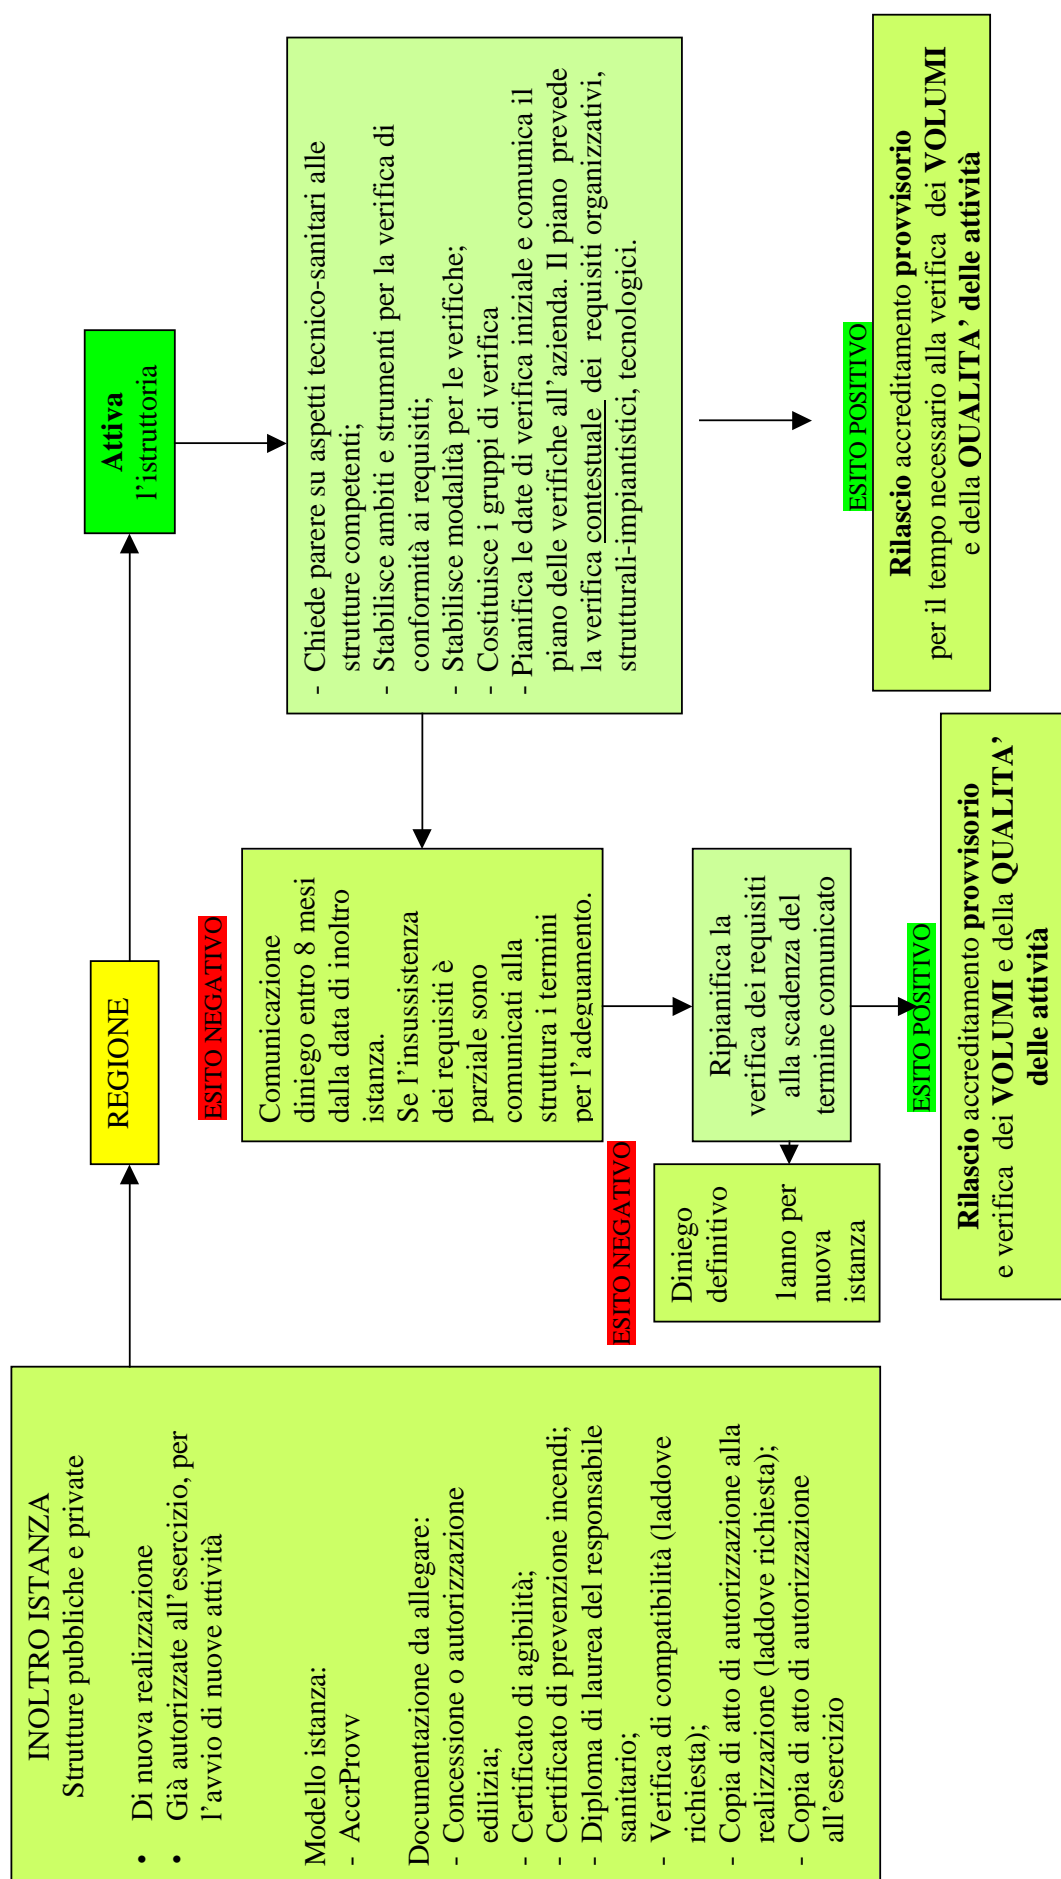 INOLTRO ISTANZA
Strutture pubbliche e private
• Di nuova realizzazione
• Già autorizzate all'esercizio, per
l'avvio di nuove attività
Modello istanza:
- AccrProvv
Documentazione da allegare:
- Concessione o autorizzazione
edilizia;
- Certificato di agibilità;
- Certificato di prevenzione incendi;
- Diploma di laurea del responsabile
sanitario;
- Verifica di compatibilità (laddove
richiesta);
- Copia di atto di autorizzazione alla
realizzazione (laddove richiesta);
- Copia di atto di autorizzazione
all'esercizio
REGIONE
Attiva
l'istruttoria
- Chiede parere su aspetti tecnico-sanitari alle
strutture competenti;
- Stabilisce ambiti e strumenti per la verifica di
conformità ai requisiti;
- Stabilisce modalità per le verifiche;
- Costituisce i gruppi di verifica
- Pianifica le date di verifica iniziale e comunica il
piano delle verifiche all'azienda. Il piano prevede
la verifica contestuale dei requisiti organizzativi,
strutturali-impiantistici, tecnologici.
ESITO NEGATIVO
Comunicazione
diniego entro 8 mesi
dalla data di inoltro
istanza.
Se l'insussistenza
dei requisiti è
parziale sono
comunicati alla
struttura i termini
per l'adeguamento.
Ripianifica la
verifica dei requisiti
alla scadenza del
termine comunicato
ESITO NEGATIVO
Diniego
definitivo
1anno per
nuova
istanza
ESITO POSITIVO
Rilascio accreditamento provvisorio
e verifica dei VOLUMI e della QUALITA'
delle attività
ESITO POSITIVO
Rilascio accreditamento provvisorio
per il tempo necessario alla verifica dei VOLUMI
e della QUALITA' delle attività